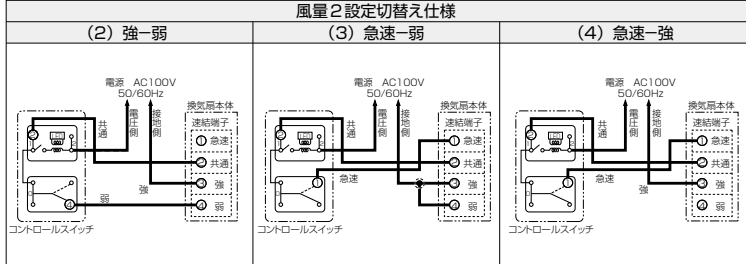 風量2設定切替え仕様
(2) 強−弱
(3) 急速−弱
(4) 急速−強
電源 AC100V
50/60Hz
電圧側
接地側
共通
換気扇本体
速結端子
LED
① 急速
② 共通
③ 強
④ 弱
強
弱
コントロールスイッチ
電源 AC100V
50/60Hz
電圧側
接地側
共通
換気扇本体
速結端子
LED
① 急速
② 共通
③ 強
④ 弱
急速
コントロールスイッチ
電源 AC100V
50/60Hz
電圧側
接地側
共通
換気扇本体
速結端子
LED
① 急速
② 共通
③ 強
④ 弱
急速
強
コントロールスイッチ